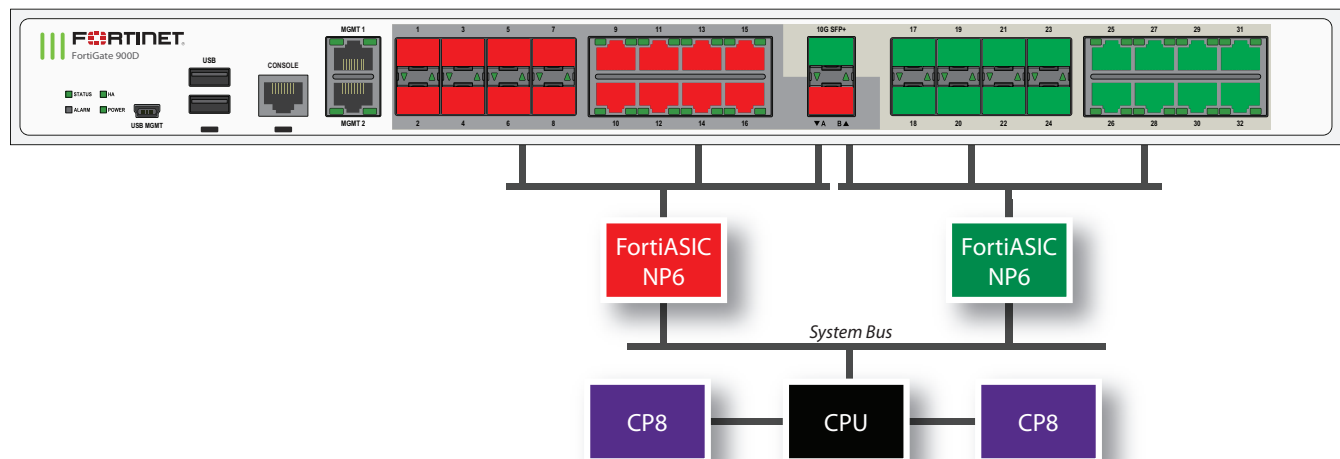 FORTINET
FortiGate 900D
STATUS HA
ALARM POWER
USB MGMT
USB
CONSOLE
MGMT 1
MGMT 2
1 3 5 7
2 4 6 8
9 11 13 15
10 12 14 16
10G SFP+
▼A B▲
17 19 21 23
18 20 22 24
25 27 29 31
26 28 30 32
FortiASIC
NP6
FortiASIC
NP6
System Bus
CP8
CPU
CP8